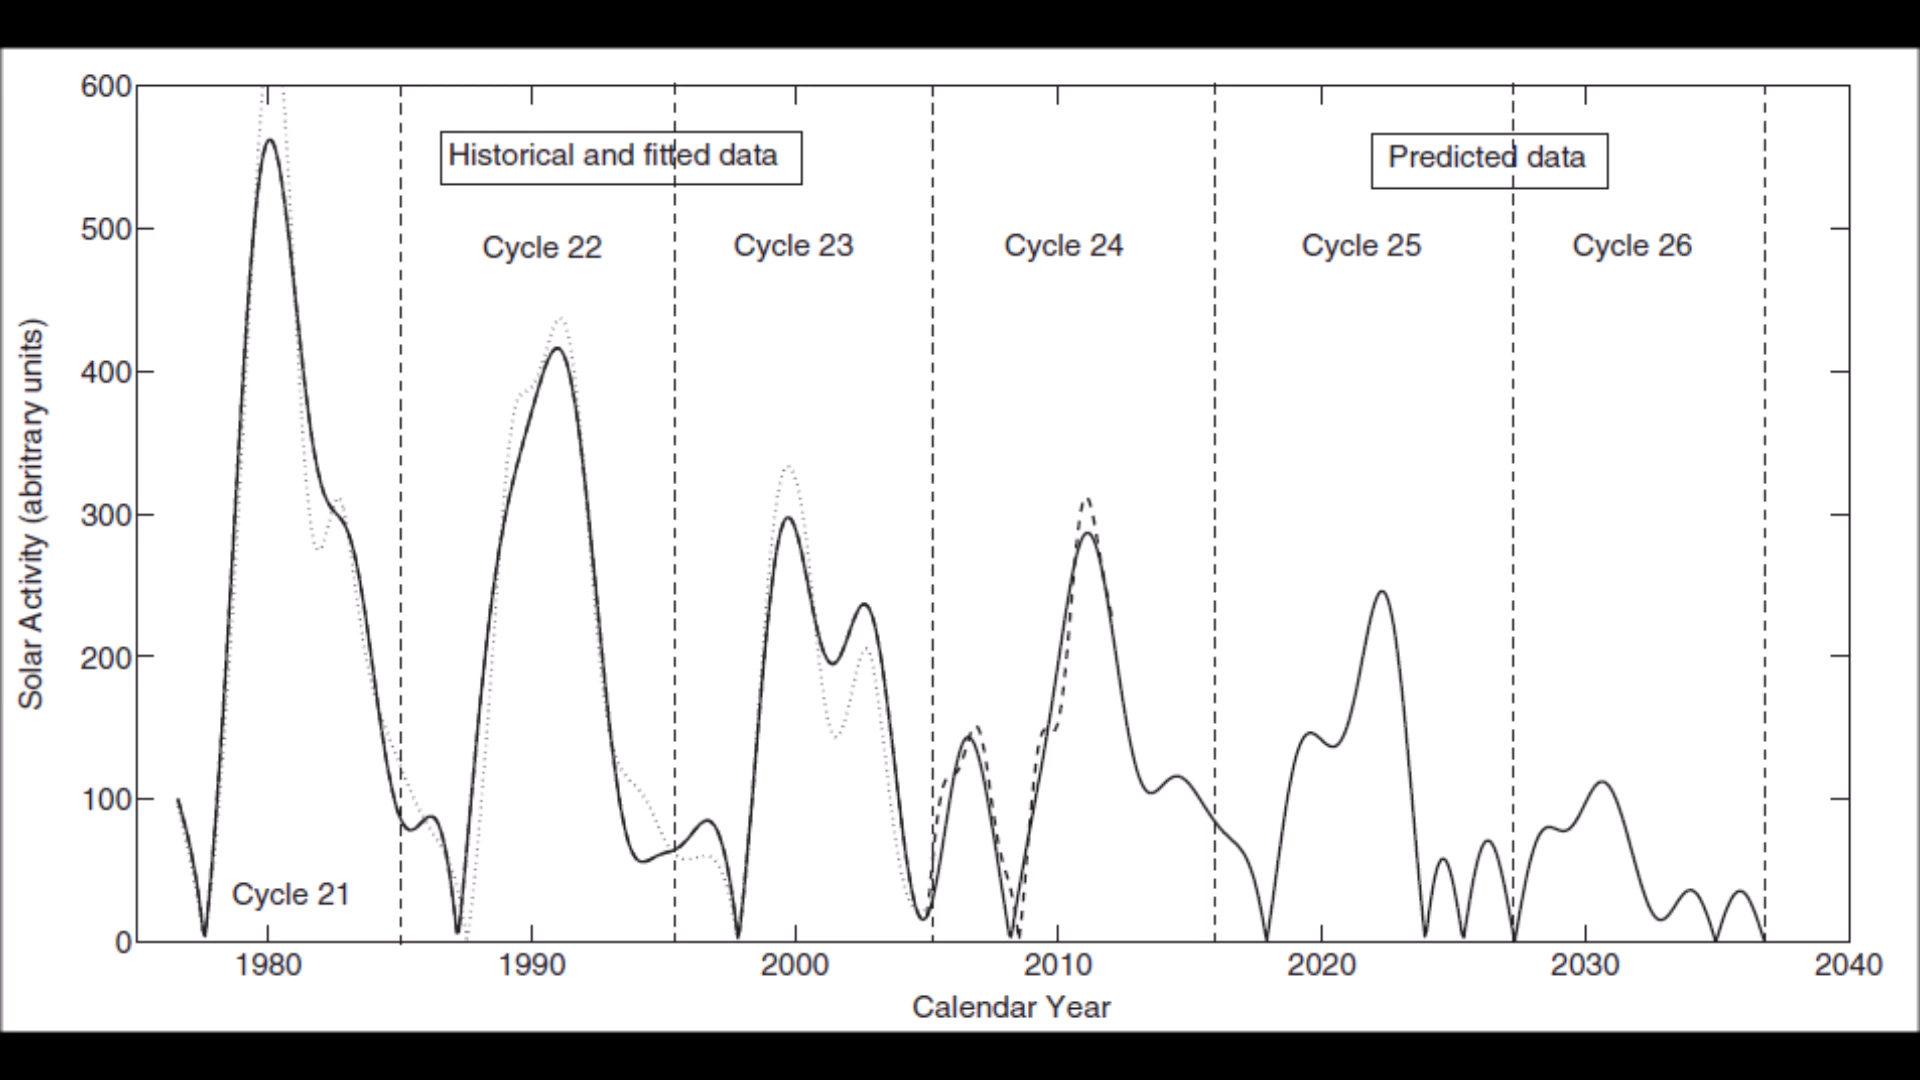 600
500
400
300
200
100
0
Solar Activity (abritrary units)
Historical and fitted data
Predicted data
Cycle 22
Cycle 23
Cycle 24
Cycle 25
Cycle 26
Cycle 21
1980
1990
2000
2010
2020
2030
2040
Calendar Year